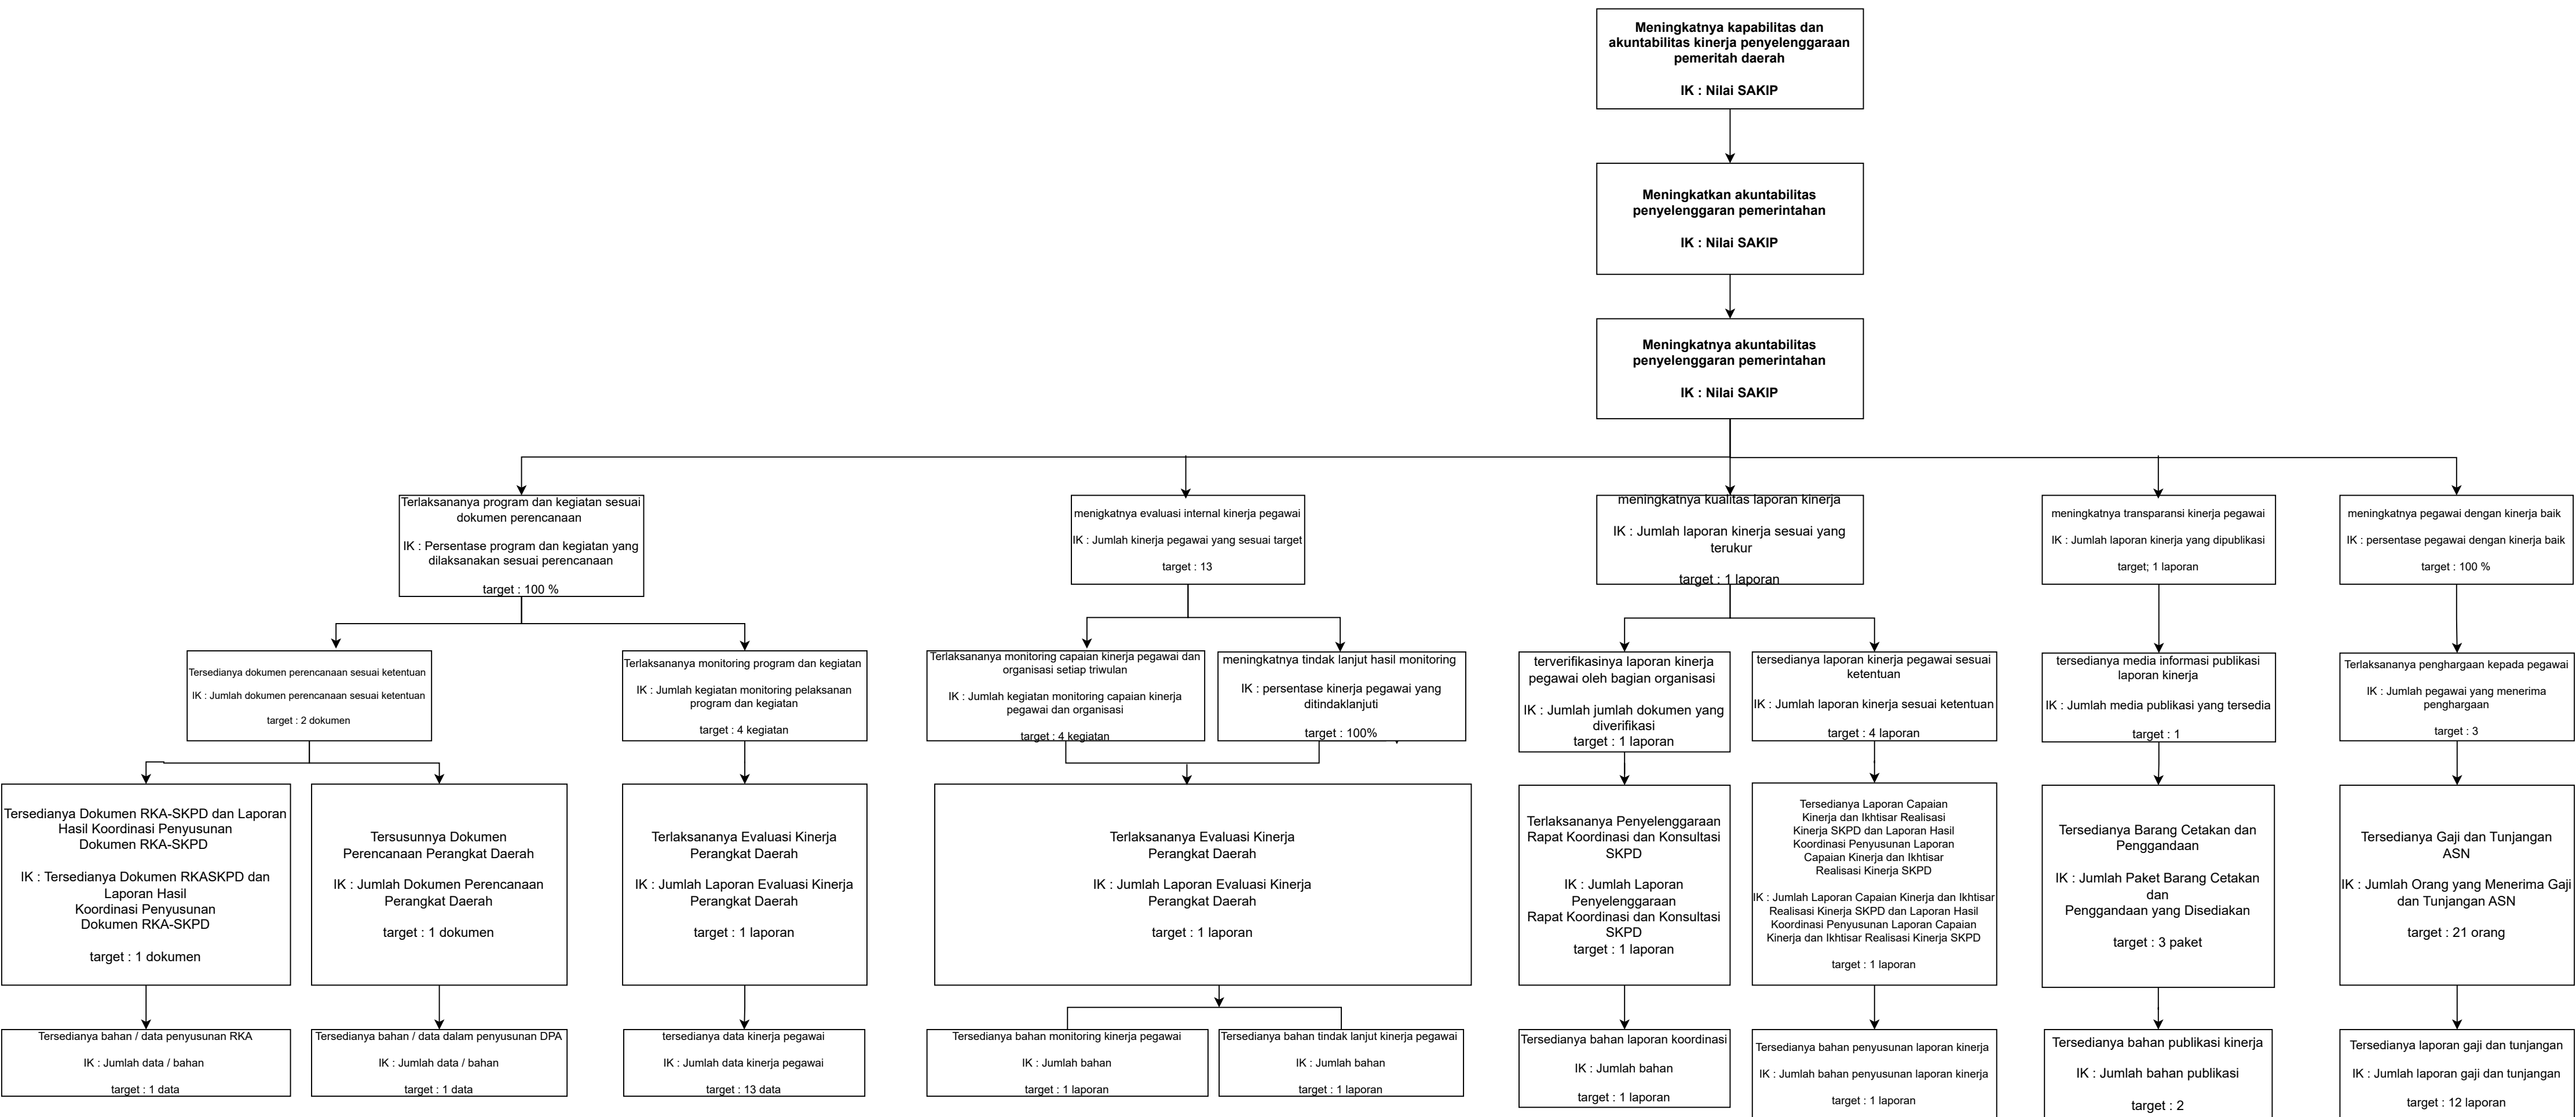 Meningkatnya kapabilitas dan
akuntabilitas kinerja penyelenggaraan
pemeritah daerah
IK : Nilai SAKIP
Meningkatkan akuntabilitas
penyelenggaran pemerintahan
IK : Nilai SAKIP
Meningkatnya akuntabilitas
penyelenggaran pemerintahan
IK : Nilai SAKIP
Terlaksananya program dan kegiatan sesuai
dokumen perencanaan
IK : Persentase program dan kegiatan yang
dilaksanakan sesuai perencanaan
target : 100 %
menigkatnya evaluasi internal kinerja pegawai
IK : Jumlah kinerja pegawai yang sesuai target
target : 13
meningkatnya kualitas laporan kinerja
IK : Jumlah laporan kinerja sesuai yang
terukur
target : 1 laporan
meningkatnya transparansi kinerja pegawai
IK : Jumlah laporan kinerja yang dipublikasi
target; 1 laporan
meningkatnya pegawai dengan kinerja baik
IK : persentase pegawai dengan kinerja baik
target : 100 %
Tersedianya dokumen perencanaan sesuai ketentuan
IK : Jumlah dokumen perencanaan sesuai ketentuan
target : 2 dokumen
Terlaksananya monitoring program dan kegiatan
IK : Jumlah kegiatan monitoring pelaksanan
program dan kegiatan
target : 4 kegiatan
Terlaksananya monitoring capaian kinerja pegawai dan
organisasi setiap triwulan
IK : Jumlah kegiatan monitoring capaian kinerja
pegawai dan organisasi
target : 4 kegiatan
meningkatnya tindak lanjut hasil monitoring
IK : persentase kinerja pegawai yang
ditindaklanjuti
target : 100%
terverifikasinya laporan kinerja
pegawai oleh bagian organisasi
IK : Jumlah jumlah dokumen yang
diverifikasi
target : 1 laporan
tersedianya laporan kinerja pegawai sesuai
ketentuan
IK : Jumlah laporan kinerja sesuai ketentuan
target : 4 laporan
tersedianya media informasi publikasi
laporan kinerja
IK : Jumlah media publikasi yang tersedia
target : 1
Terlaksananya penghargaan kepada pegawai
IK : Jumlah pegawai yang menerima
penghargaan
target : 3
Tersedianya Dokumen RKA-SKPD dan Laporan
Hasil Koordinasi Penyusunan
Dokumen RKA-SKPD
IK : Tersedianya Dokumen RKASKPD dan
Laporan Hasil
Koordinasi Penyusunan
Dokumen RKA-SKPD
target : 1 dokumen
Tersusunnya Dokumen
Perencanaan Perangkat Daerah
IK : Jumlah Dokumen Perencanaan
Perangkat Daerah
target : 1 dokumen
Terlaksananya Evaluasi Kinerja
Perangkat Daerah
IK : Jumlah Laporan Evaluasi Kinerja
Perangkat Daerah
target : 1 laporan
Terlaksananya Evaluasi Kinerja
Perangkat Daerah
IK : Jumlah Laporan Evaluasi Kinerja
Perangkat Daerah
target : 1 laporan
Terlaksananya Penyelenggaraan
Rapat Koordinasi dan Konsultasi
SKPD
IK : Jumlah Laporan
Penyelenggaraan
Rapat Koordinasi dan Konsultasi
SKPD
target : 1 laporan
Tersedianya Laporan Capaian
Kinerja dan Ikhtisar Realisasi
Kinerja SKPD dan Laporan Hasil
Koordinasi Penyusunan Laporan
Capaian Kinerja dan Ikhtisar
Realisasi Kinerja SKPD
IK : Jumlah Laporan Capaian Kinerja dan Ikhtisar
Realisasi Kinerja SKPD dan Laporan Hasil
Koordinasi Penyusunan Laporan Capaian
Kinerja dan Ikhtisar Realisasi Kinerja SKPD
target : 1 laporan
Tersedianya Barang Cetakan dan
Penggandaan
IK : Jumlah Paket Barang Cetakan
dan
Penggandaan yang Disediakan
target : 3 paket
Tersedianya Gaji dan Tunjangan
ASN
IK : Jumlah Orang yang Menerima Gaji
dan Tunjangan ASN
target : 21 orang
Tersedianya bahan / data penyusunan RKA
IK : Jumlah data / bahan
target : 1 data
Tersedianya bahan / data dalam penyusunan DPA
IK : Jumlah data / bahan
target : 1 data
tersedianya data kinerja pegawai
IK : Jumlah data kinerja pegawai
target : 13 data
Tersedianya bahan monitoring kinerja pegawai
IK : Jumlah bahan
target : 1 laporan
Tersedianya bahan tindak lanjut kinerja pegawai
IK : Jumlah bahan
target : 1 laporan
Tersedianya bahan laporan koordinasi
IK : Jumlah bahan
target : 1 laporan
Tersedianya bahan penyusunan laporan kinerja
IK : Jumlah bahan penyusunan laporan kinerja
target : 1 laporan
Tersedianya bahan publikasi kinerja
IK : Jumlah bahan publikasi
target : 2
Tersedianya laporan gaji dan tunjangan
IK : Jumlah laporan gaji dan tunjangan
target : 12 laporan